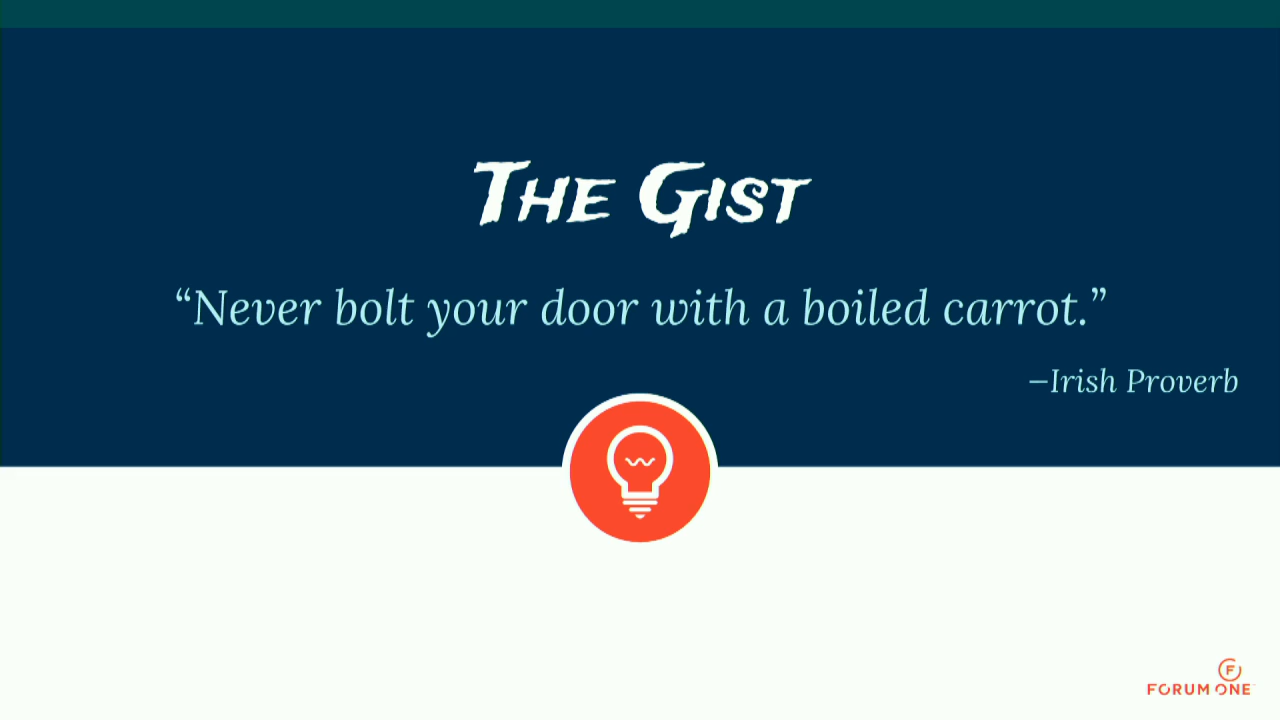 The Gist
“Never bolt your door with a boiled carrot.”
—Irish Proverb
F
FORUM ONE